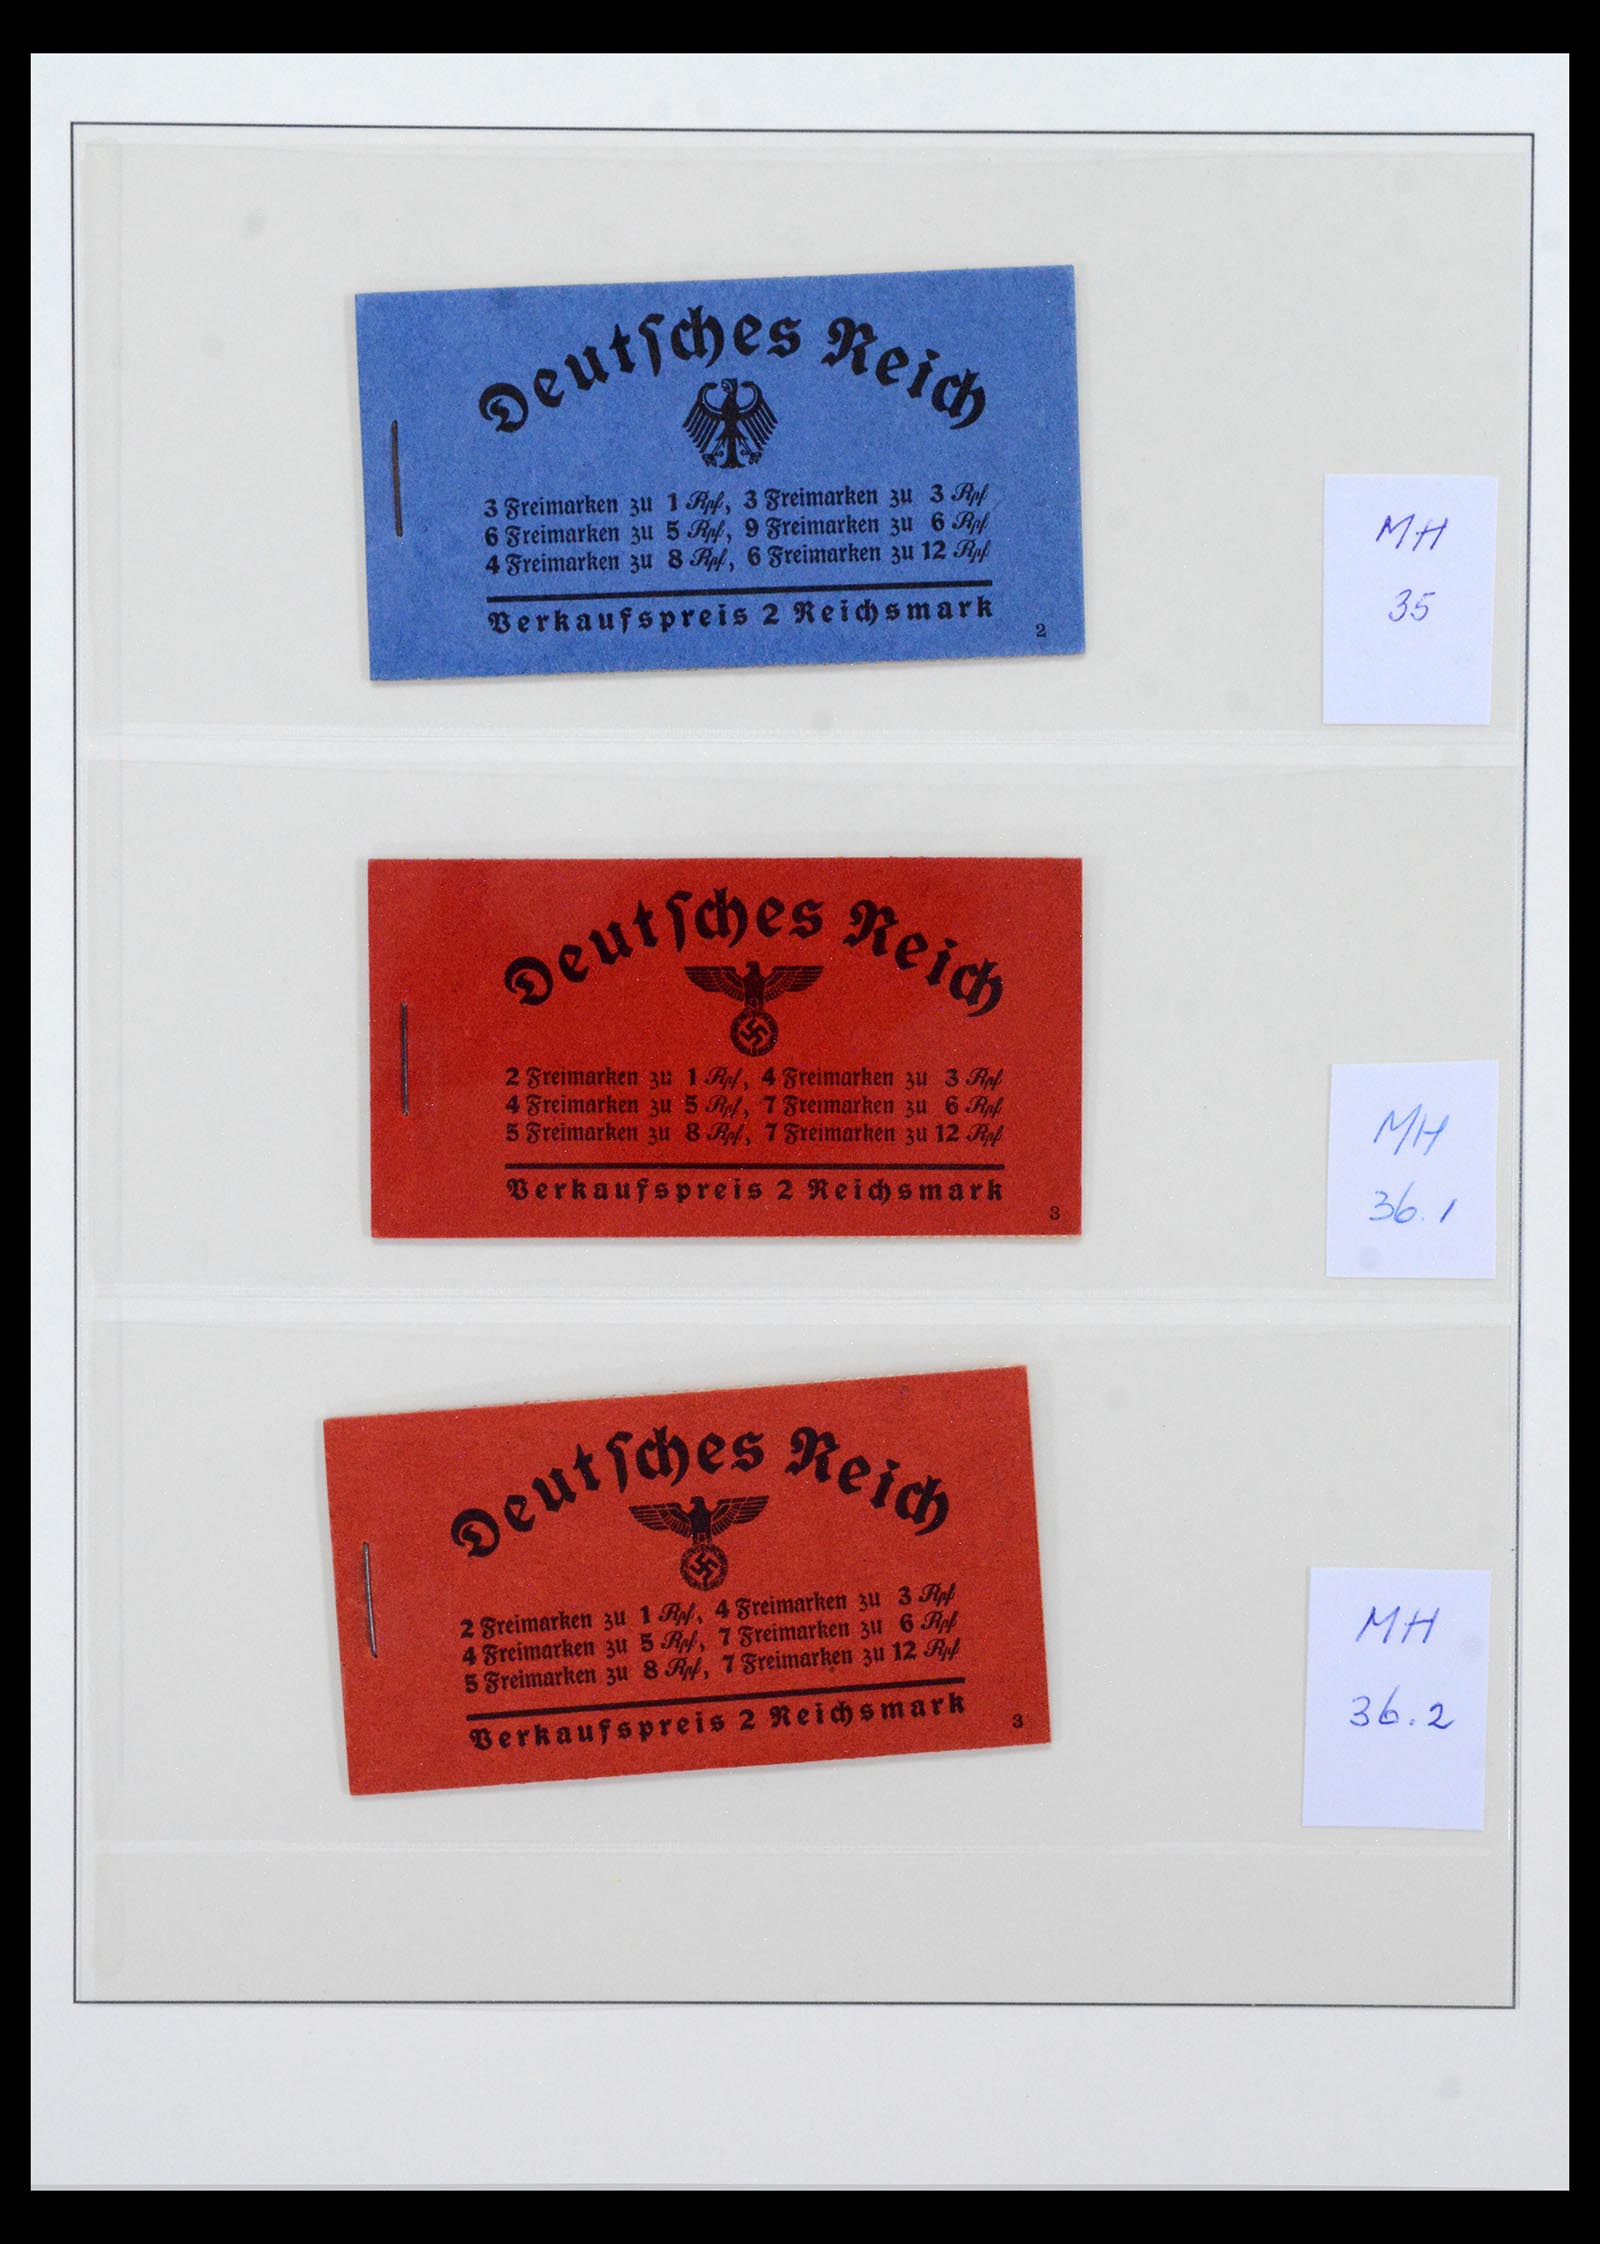 Deutsches Reich
3 Freimarken zu 1 Rpf, 3 Freimarken zu 3 Rpf
6 Freimarken zu 5 Rpf, 9 Freimarken zu 6 Rpf
4 Freimarken zu 8 Rpf, 6 Freimarken zu 12 Rpf
Verkaufspreis 2 Reichsmark
2
MH
35
Deutsches Reich
2 Freimarken zu 1 Rpf, 4 Freimarken zu 3 Rpf
4 Freimarken zu 5 Rpf, 7 Freimarken zu 6 Rpf
5 Freimarken zu 8 Rpf, 7 Freimarken zu 12 Rpf
Verkaufspreis 2 Reichsmark
3
MH
36.1
Deutsches Reich
2 Freimarken zu 1 Rpf, 4 Freimarken zu 3 Rpf
4 Freimarken zu 5 Rpf, 7 Freimarken zu 6 Rpf
5 Freimarken zu 8 Rpf, 7 Freimarken zu 12 Rpf
Verkaufspreis 2 Reichsmark
3
MH
36.2